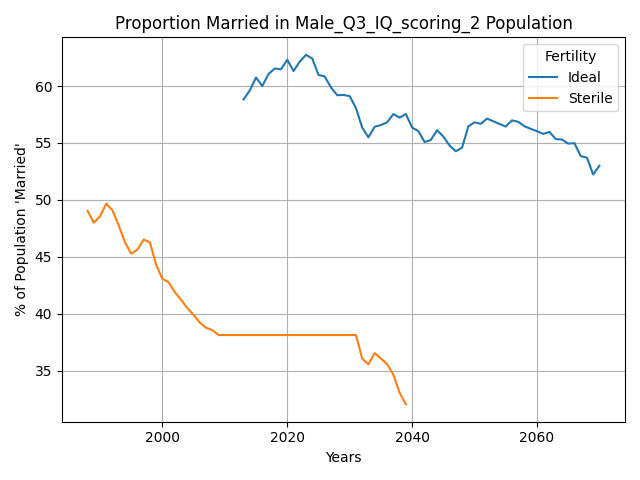 Proportion Married in Male_Q3_IQ_scoring_2 Population
% of Population 'Married'
60
55
50
45
40
35
Fertility
Ideal
Sterile
2000 2020 2040 2060
Years